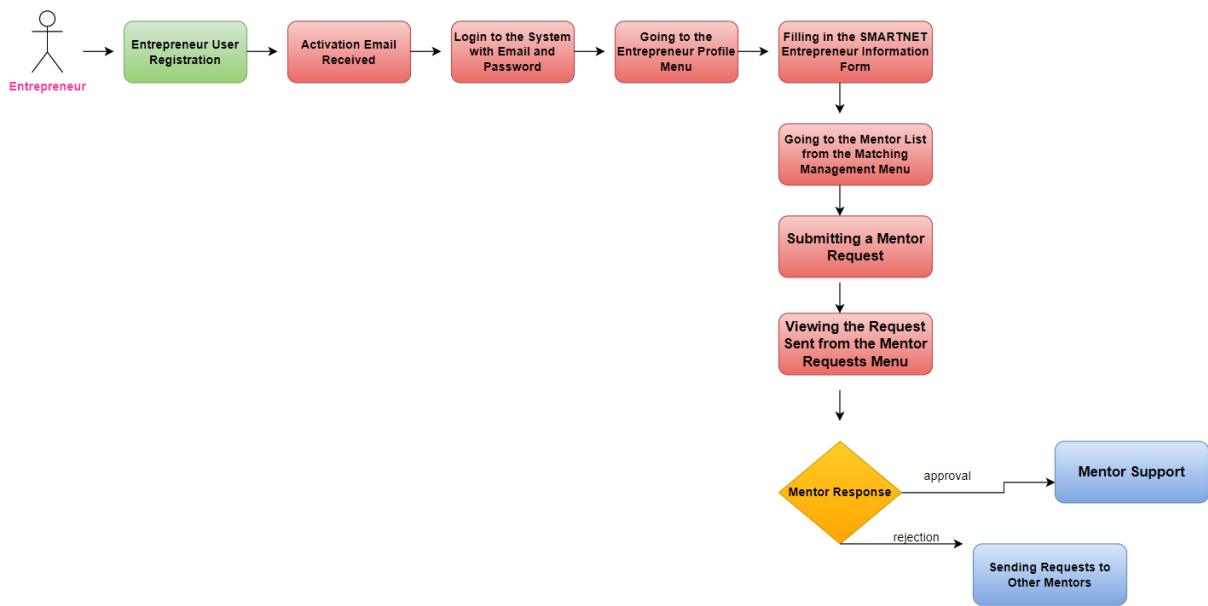 Entrepreneur
Entrepreneur User
Registration
Activation Email
Received
Login to the System
with Email and
Password
Going to the
Entrepreneur Profile
Menu
Filling in the SMARTNET
Entrepreneur Information
Form
Going to the Mentor List
from the Matching
Management Menu
Submitting a Mentor
Request
Viewing the Request
Sent from the Mentor
Requests Menu
Mentor Response
approval
Mentor Support
rejection
Sending Requests to
Other Mentors